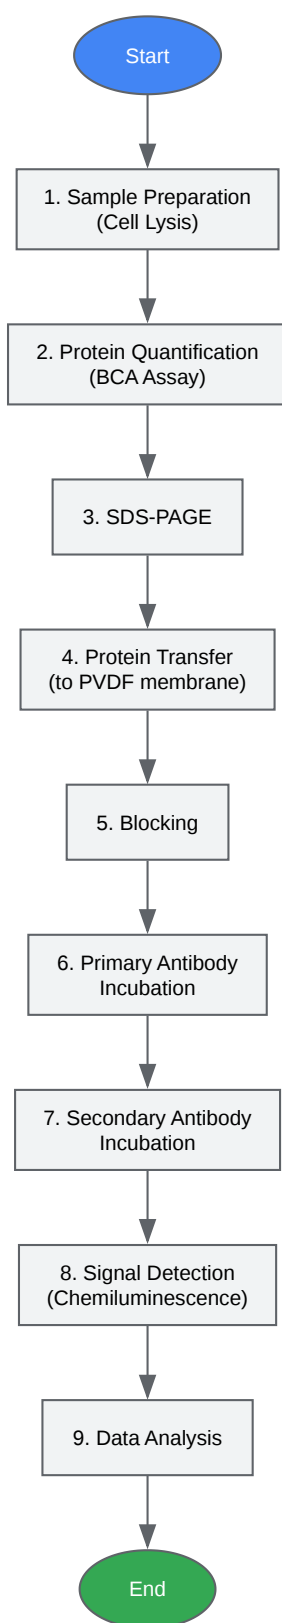 Start
1. Sample Preparation
(Cell Lysis)
2. Protein Quantification
(BCA Assay)
3. SDS-PAGE
4. Protein Transfer
(to PVDF membrane)
5. Blocking
6. Primary Antibody
Incubation
7. Secondary Antibody
Incubation
8. Signal Detection
(Chemiluminescence)
9. Data Analysis
End